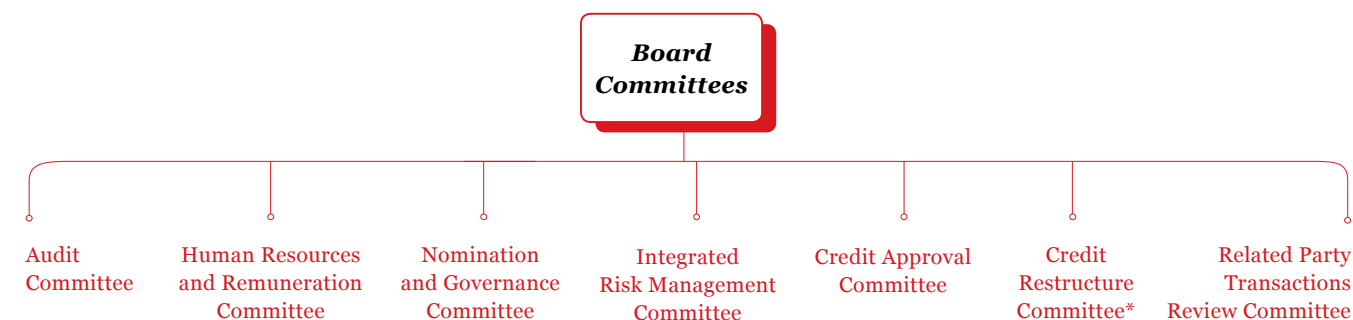 Board
Committees
Audit
Committee
Human Resources
and Remuneration
Committee
Nomination
and Governance
Committee
Integrated
Risk Management
Committee
Credit Approval
Committee
Credit
Restructure
Committee*
Related Party
Transactions
Review Committee